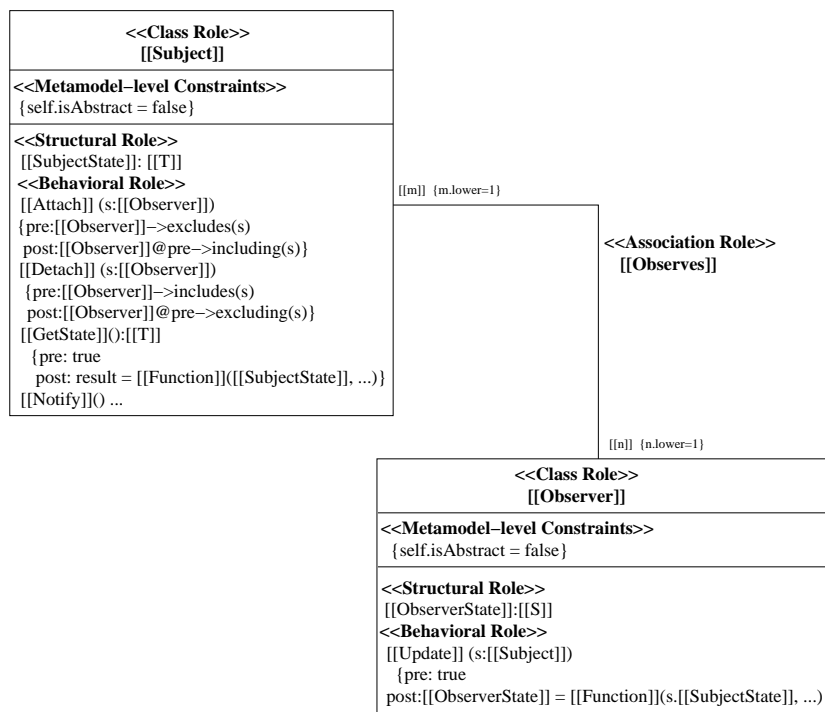 <<Class Role>>
[[Subject]]
<<Metamodel−level Constraints>>
{self.isAbstract = false}
<<Structural Role>>
[[SubjectState]]: [[T]]
<<Behavioral Role>>
[[Attach]] (s:[[Observer]])
{pre:[[Observer]]−>excludes(s)
post:[[Observer]]@pre−>including(s)}
[[Detach]] (s:[[Observer]])
{pre:[[Observer]]−>includes(s)
post:[[Observer]]@pre−>excluding(s)}
[[GetState]]():[[T]]
{pre: true
post: result = [[Function]]([[SubjectState]], ...)}
[[Notify]]() ...
[[m]] {m.lower=1}
<<Association Role>>
[[Observes]]
[[n]] {n.lower=1}
<<Class Role>>
[[Observer]]
<<Metamodel−level Constraints>>
{self.isAbstract = false}
<<Structural Role>>
[[ObserverState]]:[[S]]
<<Behavioral Role>>
[[Update]] (s:[[Subject]])
{pre: true
post:[[ObserverState]] = [[Function]](s.[[SubjectState]], ...)